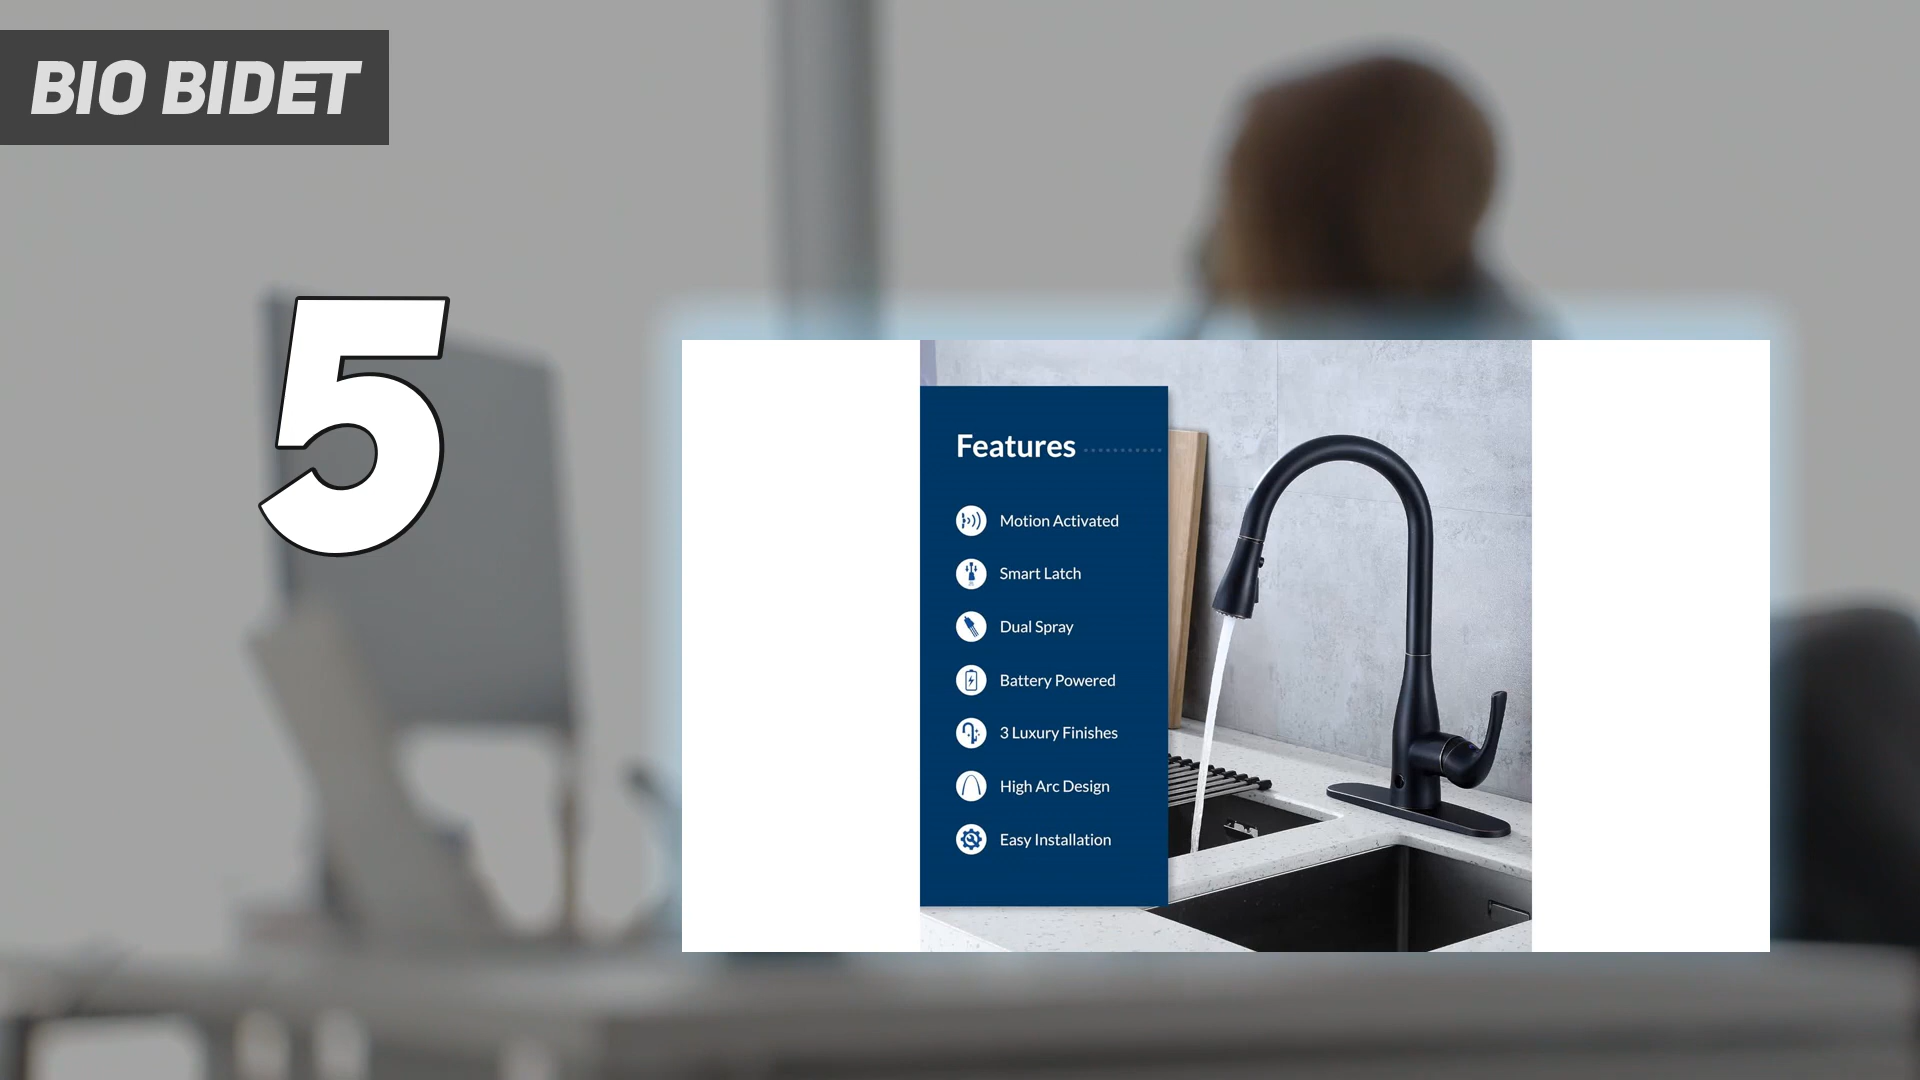 BIO BIDET
5
Features
Motion Activated
Smart Latch
Dual Spray
Battery Powered
3 Luxury Finishes
High Arc Design
Easy Installation